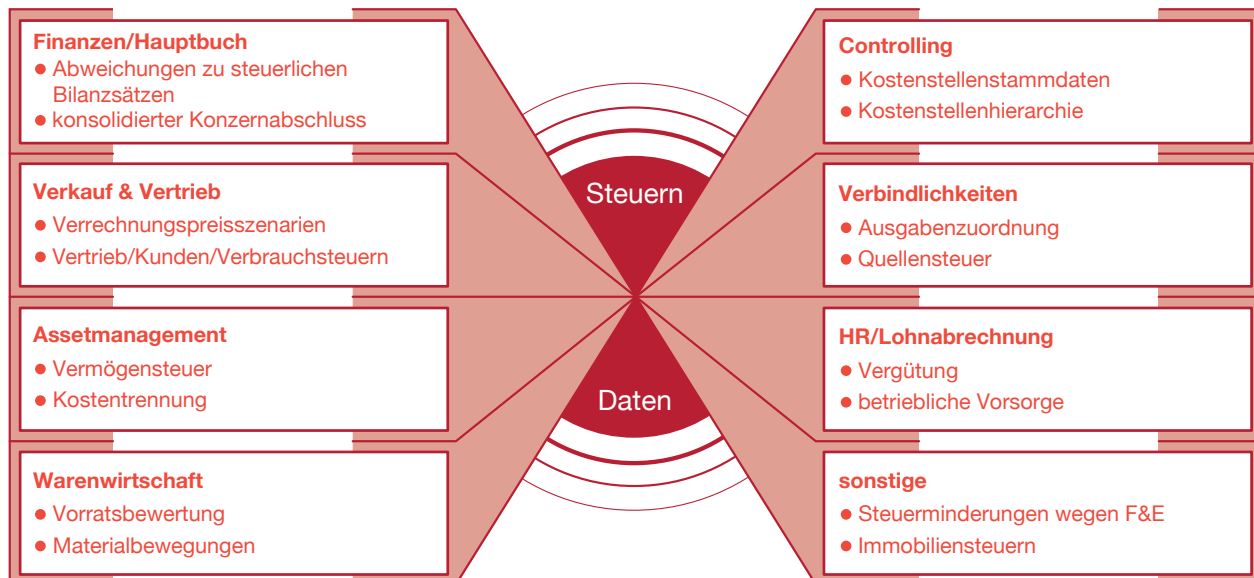 Finanzen/Hauptbuch
● Abweichungen zu steuerlichen
Bilanzsätzen
● konsolidierter Konzernabschluss
Verkauf & Vertrieb
● Verrechnungspreisszenarien
● Vertrieb/Kunden/Verbrauchsteuern
Assetmanagement
● Vermögensteuer
● Kostentrennung
Warenwirtschaft
● Vorratsbewertung
● Materialbewegungen
Steuern
Daten
Controlling
● Kostenstellenstammdaten
● Kostenstellenhierarchie
Verbindlichkeiten
● Ausgabenzuordnung
● Quellensteuer
HR/Lohnabrechnung
● Vergütung
● betriebliche Vorsorge
sonstige
● Steuerminderungen wegen F&E
● Immobiliensteuern